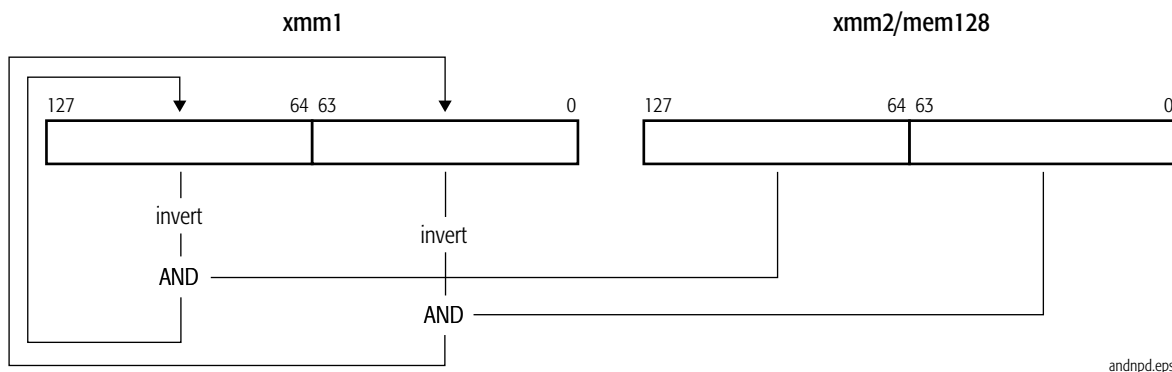 xmm1 xmm2/mem128
127 64 63 0 127 64 63 0
invert
invert
AND
AND
andnpd.eps